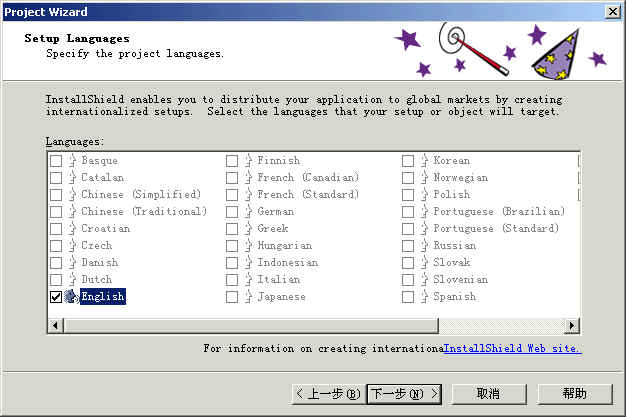 Project Wizard
Setup Languages
Specify the project languages.
InstallShield enables you to distribute your application to global markets by creating
internationalized setups. Select the languages that your setup or object will target.
Languages:
Basque
Catalan
Chinese (Simplified)
Chinese (Traditional)
Croatian
Czech
Danish
Dutch
English
Finnish
French (Canadian)
French (Standard)
German
Greek
Hungarian
Indonesian
Italian
Japanese
Korean
Norwegian
Polish
Portuguese (Brazilian)
Portuguese (Standard)
Russian
Slovak
Slovenian
Spanish
For information on creating internationa InstallShield Web site.
< 上一步(B) 下一步(N) > 取消 帮助